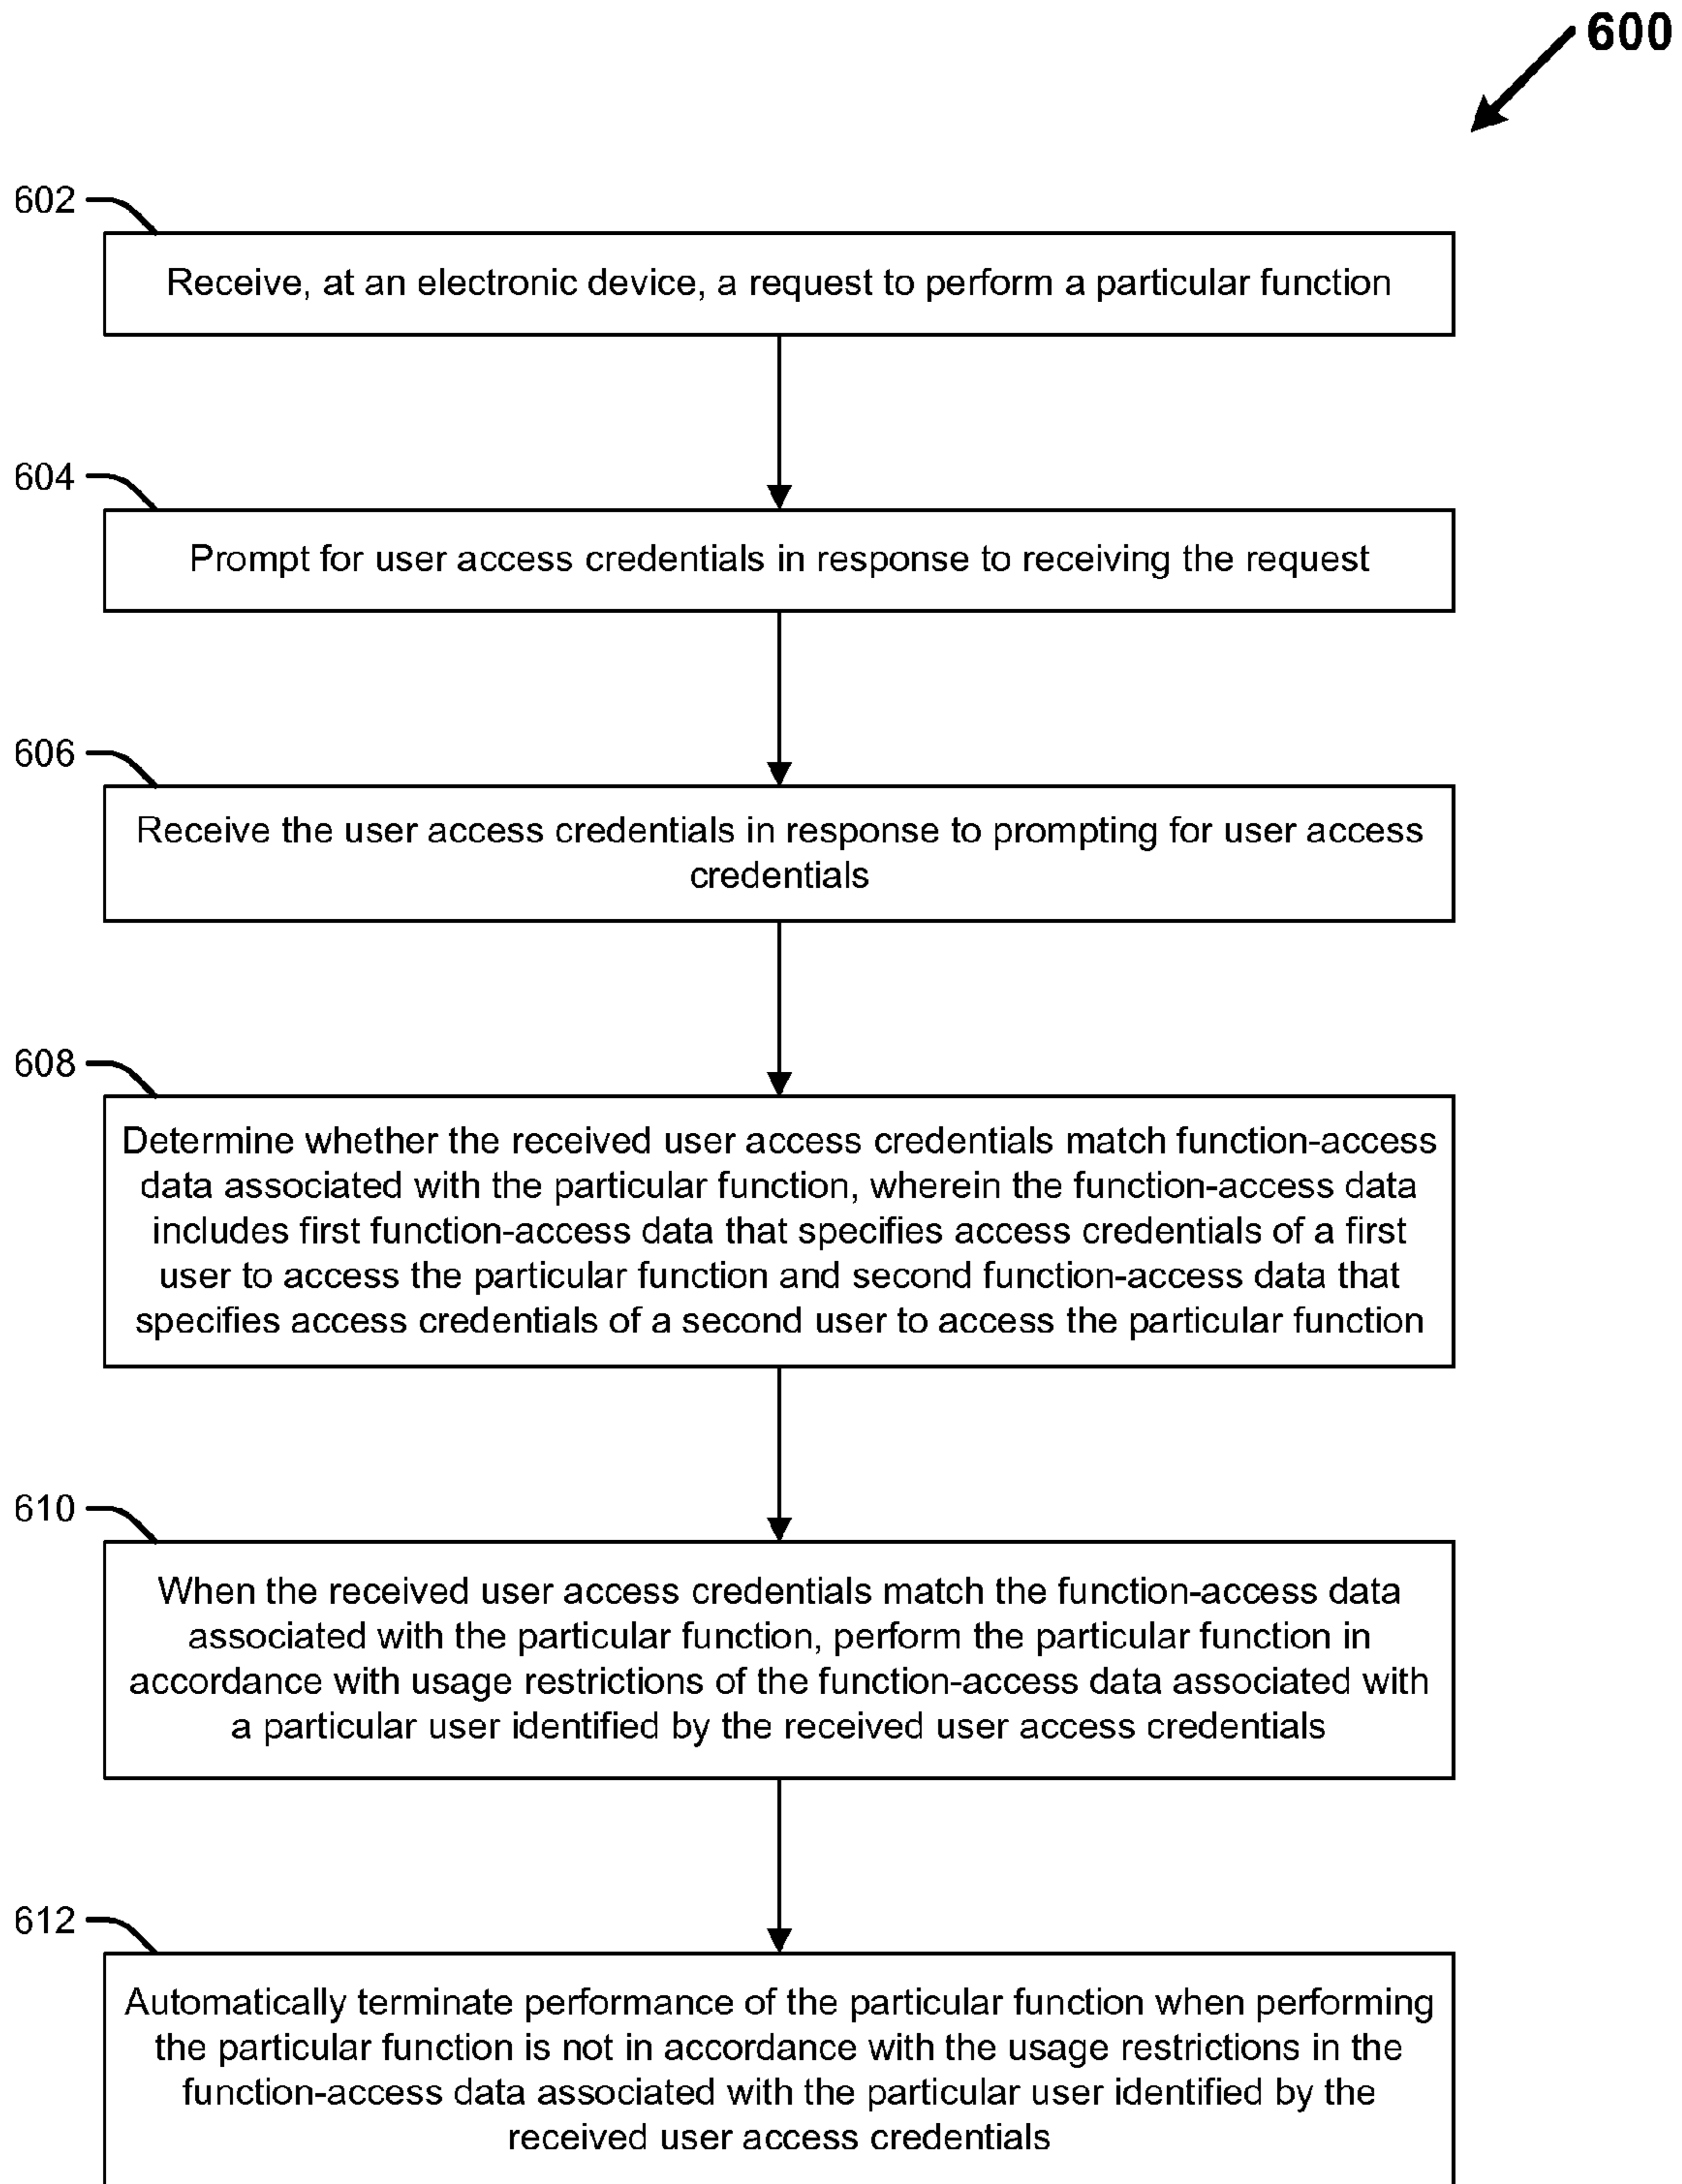 600
602
Receive, at an electronic device, a request to perform a particular function
604
Prompt for user access credentials in response to receiving the request
606
Receive the user access credentials in response to prompting for user access
credentials
608
Determine whether the received user access credentials match function-access
data associated with the particular function, wherein the function-access data
includes first function-access data that specifies access credentials of a first
user to access the particular function and second function-access data that
specifies access credentials of a second user to access the particular function
610
When the received user access credentials match the function-access data
associated with the particular function, perform the particular function in
accordance with usage restrictions of the function-access data associated with
a particular user identified by the received user access credentials
612
Automatically terminate performance of the particular function when performing
the particular function is not in accordance with the usage restrictions in the
function-access data associated with the particular user identified by the
received user access credentials